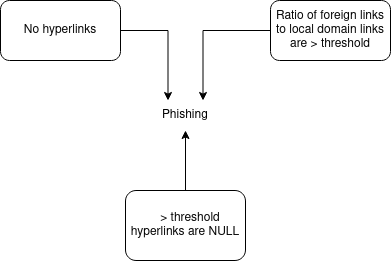 No hyperlinks
Ratio of foreign links
to local domain links
are > threshold
Phishing
> threshold
hyperlinks are NULL